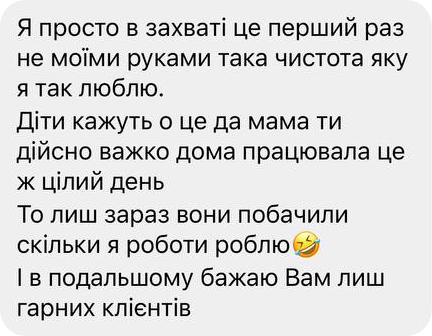 Я просто в захваті це перший раз
не моїми руками така чистота яку
я так люблю.
Діти кажуть о це да мама ти
дійсно важко дома працювала це
ж цілий день
То лиш зараз вони побачили
скільки я роботи роблю🤣
І в подальшому бажаю Вам лиш
гарних клієнтів